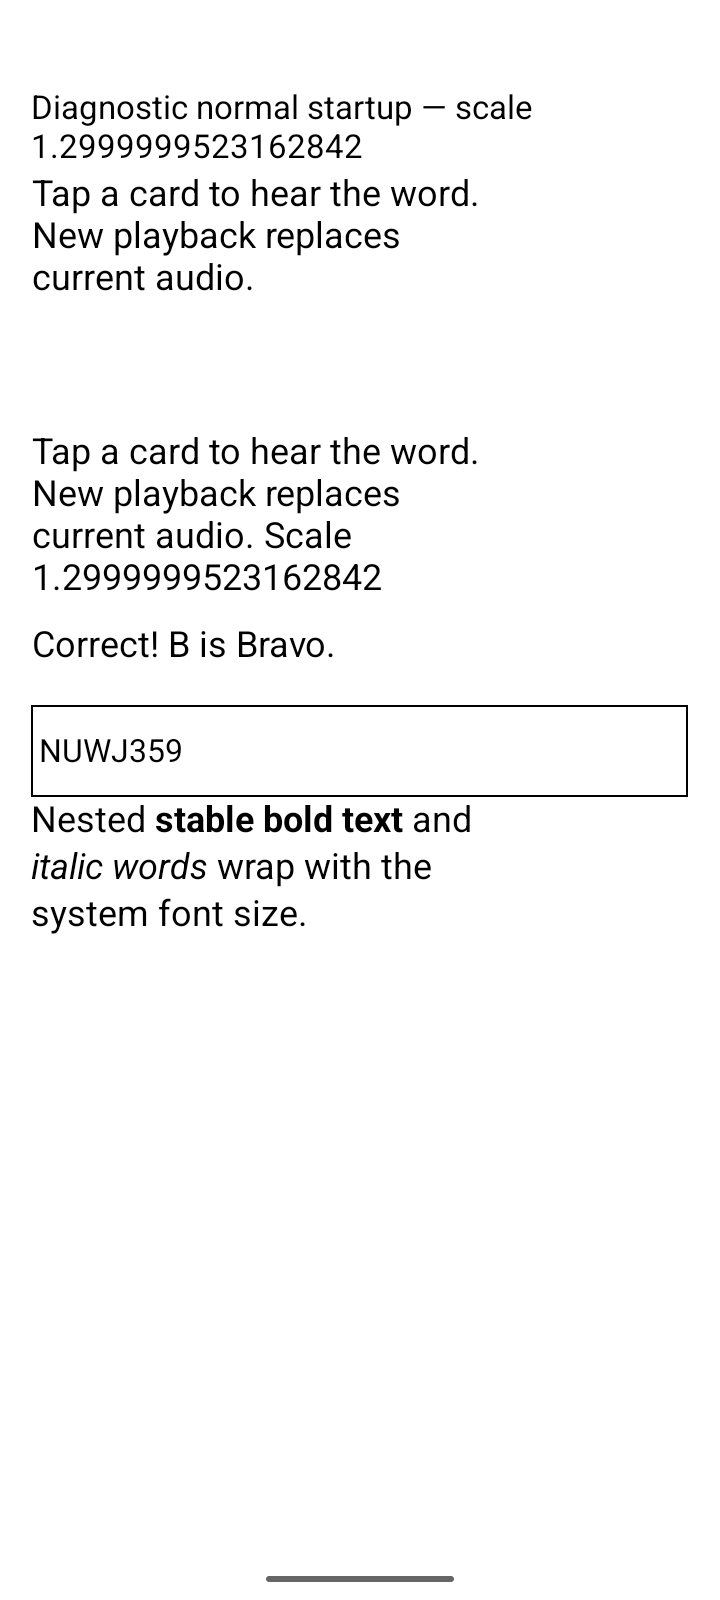 Diagnostic normal startup — scale
1.2999999523162842
Tap a card to hear the word.
New playback replaces
current audio.
Tap a card to hear the word.
New playback replaces
current audio. Scale
1.2999999523162842
Correct! B is Bravo.
NUWJ359
Nested stable bold text and
italic words wrap with the
system font size.